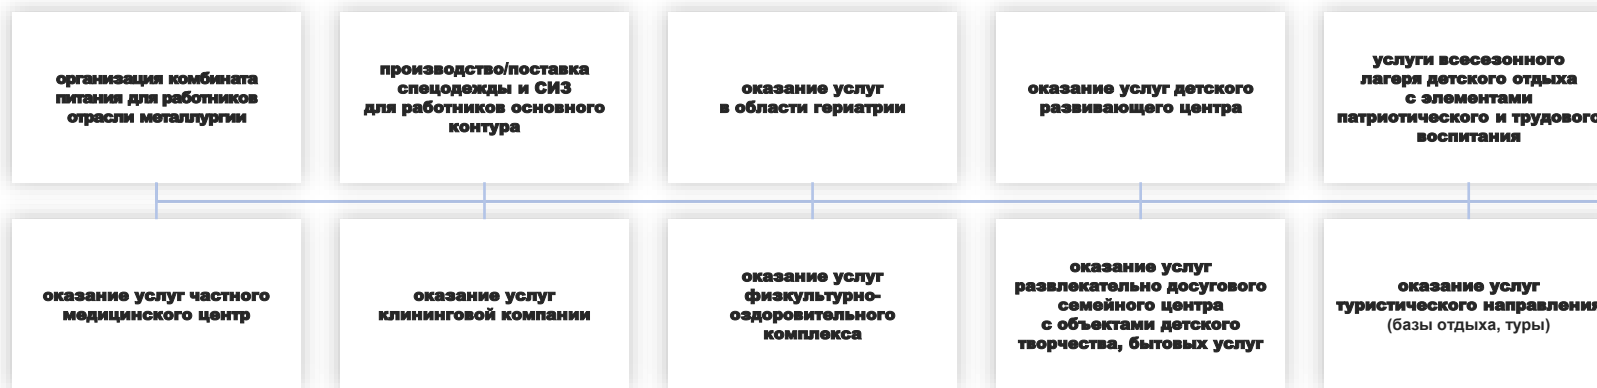 организация комбината
питания для работников
отрасли металлургии
производство/поставка
спецодежды и СИЗ
для работников основного
контура
оказание услуг
в области гериатрии
оказание услуг детского
развивающего центра
услуги всесезонного
лагеря детского отдыха
с элементами
патриотического и трудового
воспитания
оказание услуг частного
медицинского центр
оказание услуг
клининговой компании
оказание услуг
физкультурно-
оздоровительного
комплекса
оказание услуг
развлекательно досугового
семейного центра
с объектами детского
творчества, бытовых услуг
оказание услуг
туристического направления
(базы отдыха, туры)